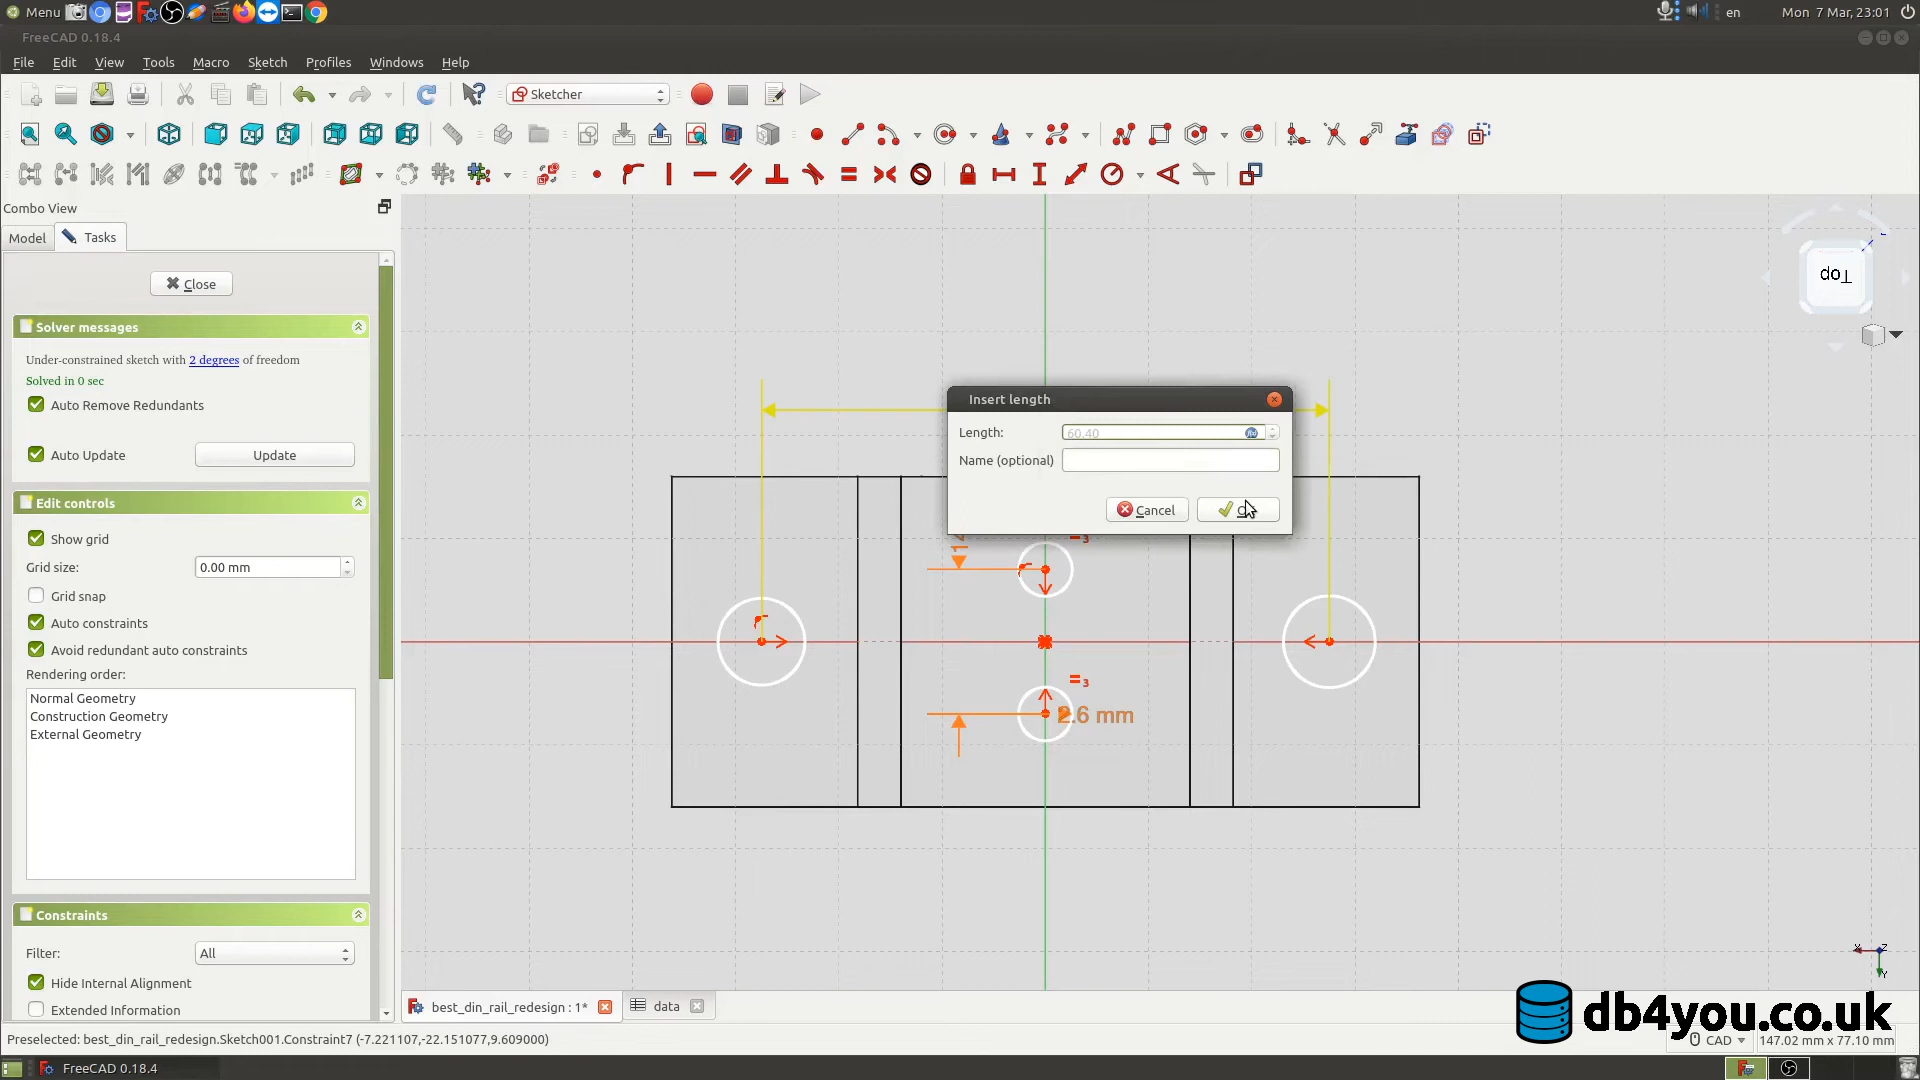 Menu
en
Mon 7 Mar, 23:01
FreeCAD 0.18.4
File Edit View Tools Macro Sketch Profiles Windows Help
Sketcher
Combo View
Model
Tasks
Close
Solver messages
Under-constrained sketch with 2 degrees of freedom
Solved in 0 sec
Auto Remove Redundants
Auto Update
Update
Edit controls
Show grid
Grid size:
0.00 mm
Grid snap
Auto constraints
Avoid redundant auto constraints
Rendering order:
Normal Geometry
Construction Geometry
External Geometry
Constraints
Filter:
All
Hide Internal Alignment
Extended Information
Insert length
Length:
60.40
Name (optional)
Cancel
3
3
2.6 mm
Top
X
Z
Y
best_din_rail_redesign : 1*
data
db4you.co.uk
Preselected: best_din_rail_redesign.Sketch001.Constraint7 (-7.221107,-22.151077,9.609000)
CAD
147.02 mm x 77.10 mm
FreeCAD 0.18.4